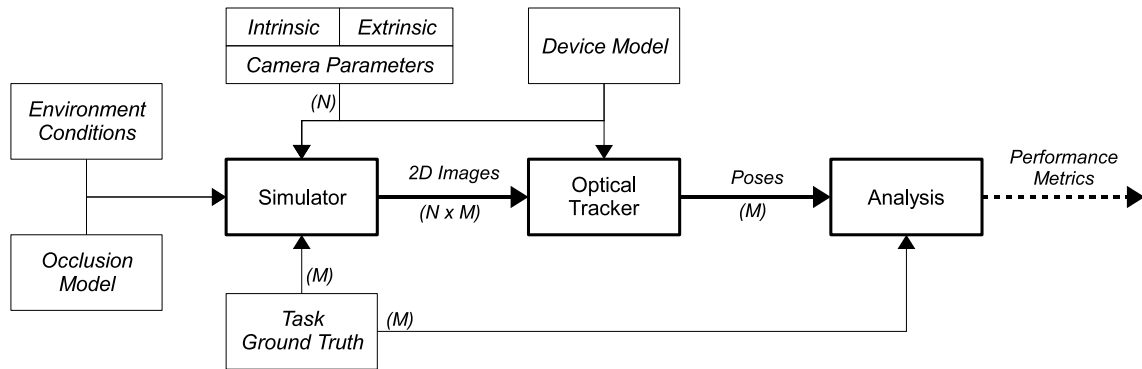 Intrinsic
Extrinsic
Camera Parameters
Device Model
Environment
Conditions
(N)
Simulator
2D Images
(N x M)
Optical
Tracker
Poses
(M)
Analysis
Performance
Metrics
Occlusion
Model
(M)
Task
Ground Truth
(M)